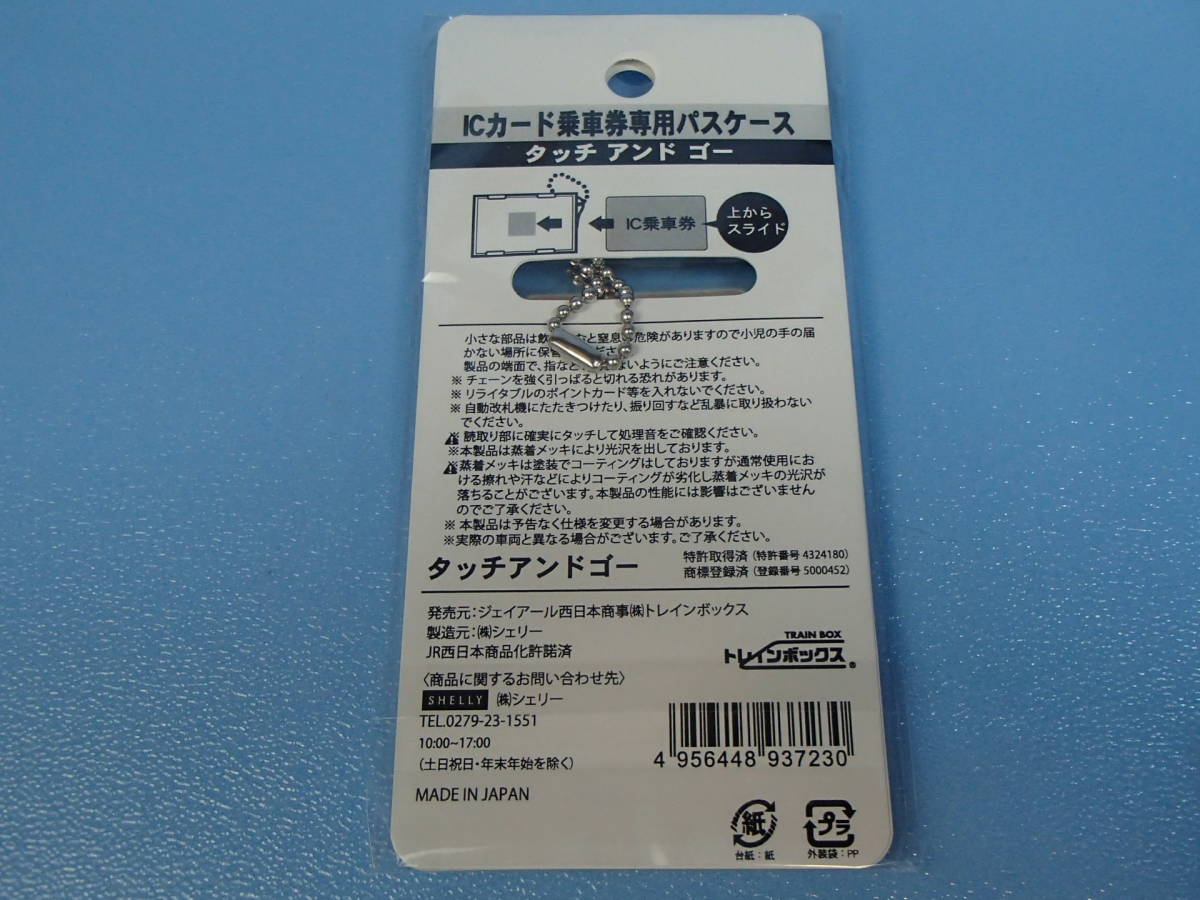 ICカード乗車券専用パスケース
タッチ アンド ゴー
IC乗車券
上から
スライド
小さな部品は飲 なと窒息 危険がありますので小児の手の届
かない場所に保管 ださ
製品の端面で、指など ないようにご注意ください。
※ チェーンを強く引っぱると切れる恐れがあります。
※ リライタブルのポイントカード等を入れないでください。
※ 自動改札機にたたきつけたり、振り回すなど乱暴に取り扱わない
でください。
※ 読取り部に確実にタッチして処理音をご確認ください。
※本製品は蒸着メッキにより光沢を出しております。
※蒸着メッキは塗装でコーティングはしておりますが通常使用にお
ける擦れや汗などによりコーティングが劣化し蒸着メッキの光沢が
落ちることがございます。本製品の性能には影響はございません
のでご了承ください。
※ 本製品は予告なく仕様を変更する場合があります。
※実際の車両と異なる場合がございます。ご了承ください。
タッチアンドゴー
特許取得済(特許番号 4324180)
商標登録済(登録番号 5000452)
発売元:ジェイアール西日本商事㈱トレインボックス
製造元:㈱シェリー
JR西日本商品化許諾済
TRAIN BOX
トレインボックス®
〈商品に関するお問い合わせ先〉
SHELLY ㈱シェリー
TEL.0279-23-1551
10:00~17:00
(土日祝日・年末年始を除く)
MADE IN JAPAN
4 956448 937230
紙
台紙:紙
プラ
外装袋:PP